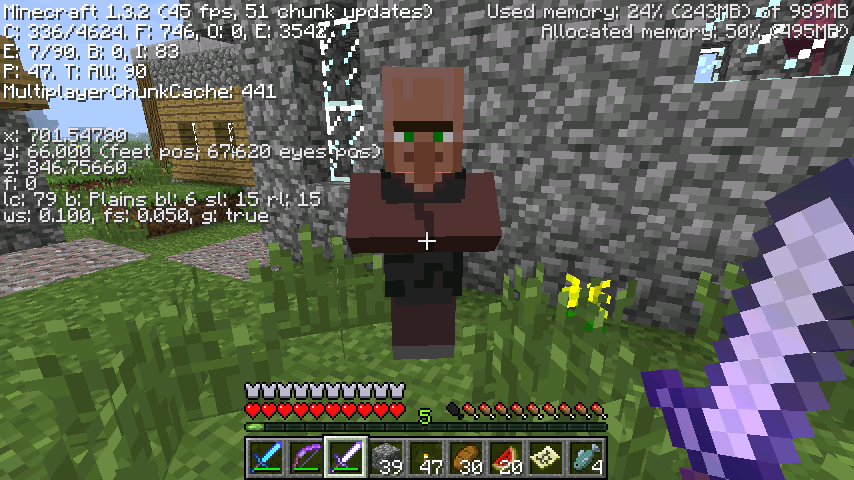 Minecraft 1.3.2 (45 fps, 51 chunk updates)
Used memory: 24% (243MB) of 989MB
C: 336/4624, F: 746, O: 0, E: 3542
Allocated memory: 50% (495MB)
E: 7/90, B: 0, I: 83
P: 47, T: All: 90
MultiplayerChunkCache: 441
x: 701.54780
y: 66.000 (feet pos, 67.620 eyes pos)
z: 846.75660
f: 0
lc: 79 b: Plains bl: 6 sl: 15 rl: 15
ws: 0.100, fs: 0.050, g: true
5
39 47 30 20 4